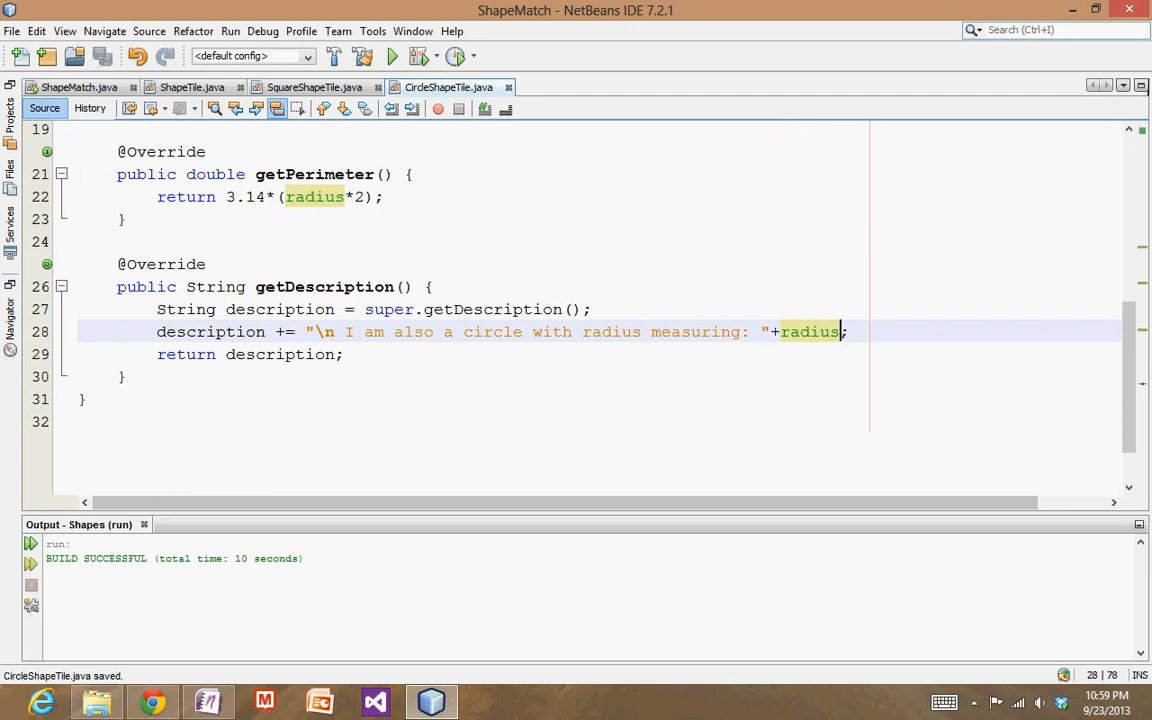 ShapeMatch - NetBeans IDE 7.2.1
File Edit View Navigate Source Refactor Run Debug Profile Team Tools Window Help
Search (Ctrl+I)
<default config>
ShapeMatch.java ShapeTile.java SquareShapeTile.java CircleShapeTile.java
Source History
Projects
Files
Services
Navigator
19
@Override
21 public double getPerimeter() {
22 return 3.14*(radius*2);
23 }
24
@Override
26 public String getDescription() {
27 String description = super.getDescription();
28 description += "\n I am also a circle with radius measuring: "+radius;
29 return description;
30 }
31 }
32
Output - Shapes (run)
run:
BUILD SUCCESSFUL (total time: 10 seconds)
CircleShapeTile.java saved.
28 | 78 INS
10:59 PM
9/23/2013